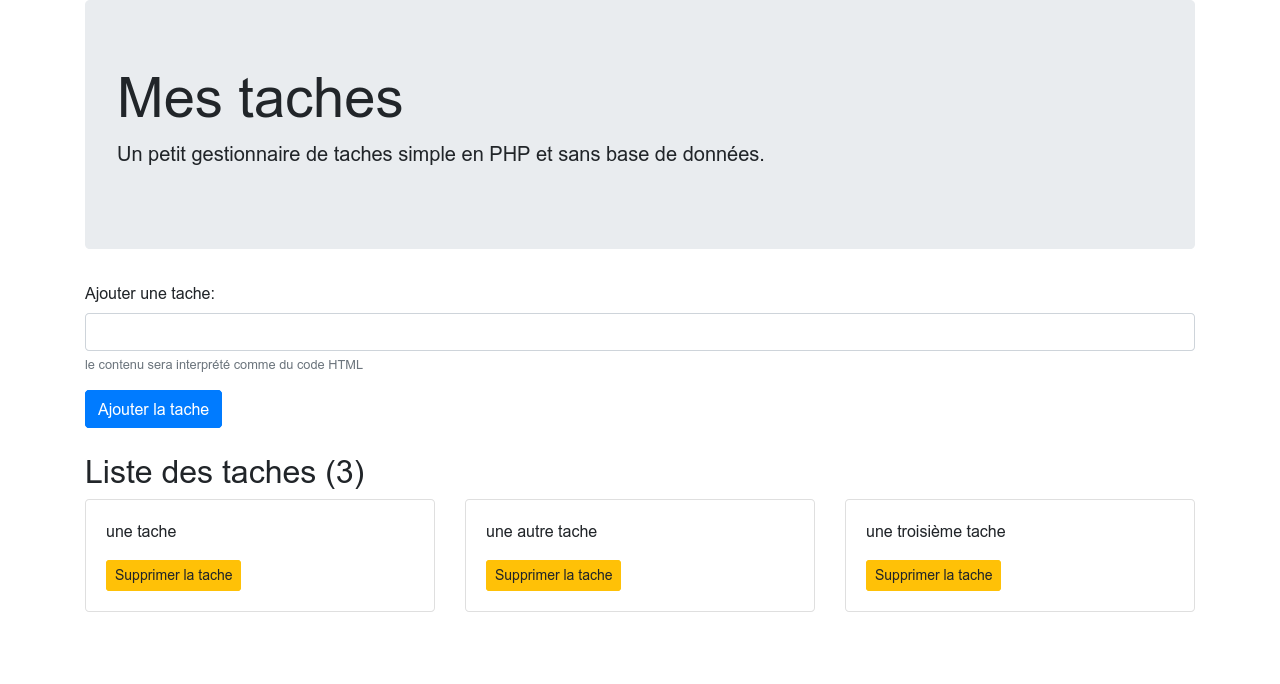 Mes taches
Un petit gestionnaire de taches simple en PHP et sans base de données.
Ajouter une tache:
le contenu sera interprété comme du code HTML
Ajouter la tache
Liste des taches (3)
une tache
Supprimer la tache
une autre tache
Supprimer la tache
une troisième tache
Supprimer la tache